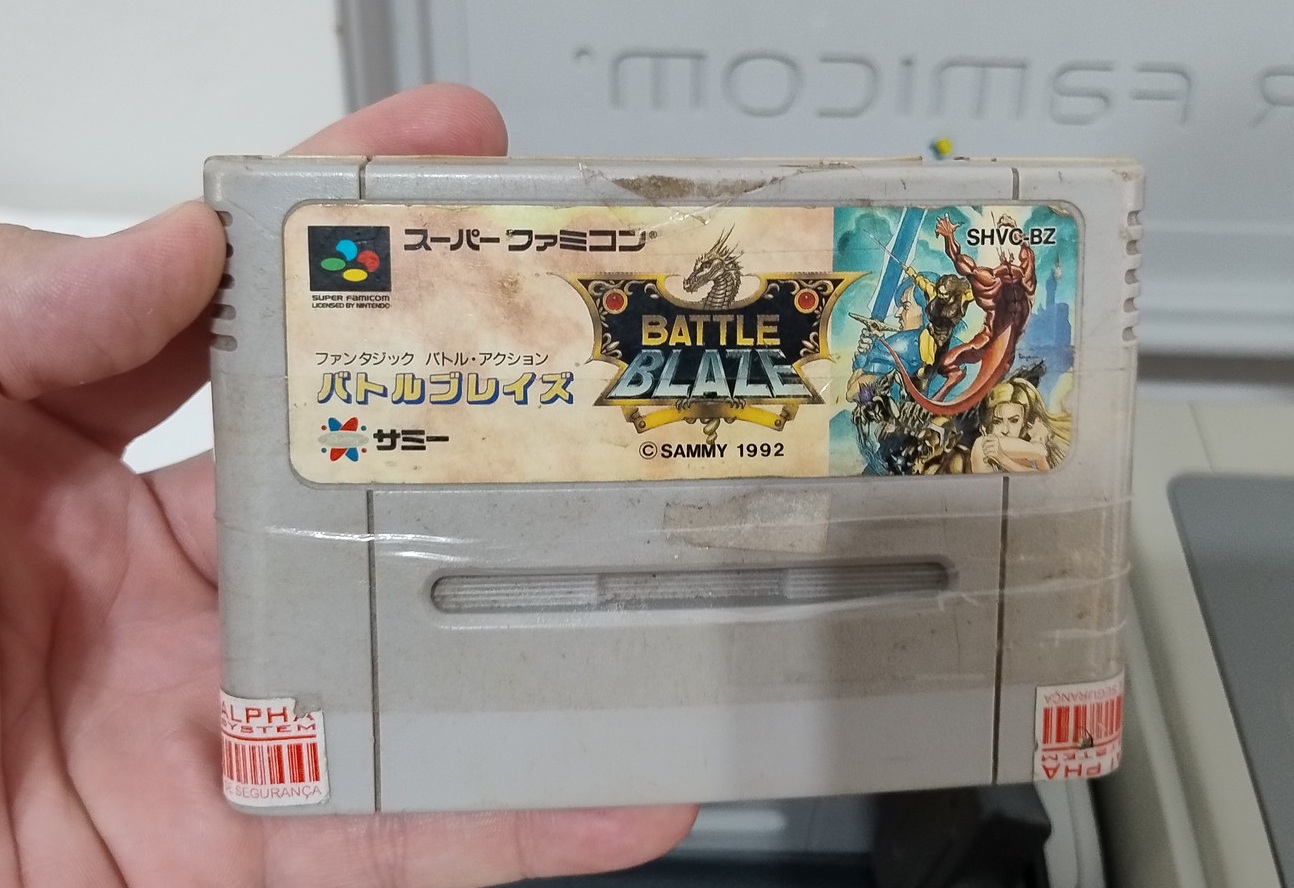 R FAMICOM
スーパーファミコン®
SHVC-BZ
SUPER FAMICOM
LICENSED BY NINTENDO
BATTLE
BLAZE
ファンタジック バトル・アクション
バトルブレイズ
サミー
© SAMMY 1992
ALPHA
SYSTEM
DE SEGURANÇA
SEGURANÇA
ALPHA
SYSTEM